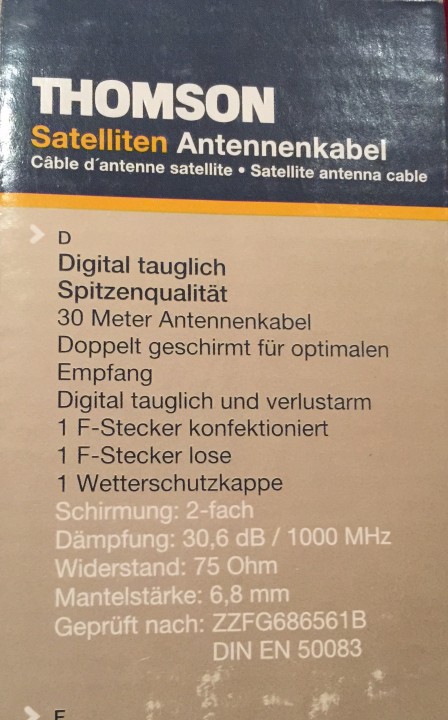 THOMSON
Satelliten Antennenkabel
Câble d´antenne satellite • Satellite antenna cable
D
Digital tauglich
Spitzenqualität
30 Meter Antennenkabel
Doppelt geschirmt für optimalen
Empfang
Digital tauglich und verlustarm
1 F-Stecker konfektioniert
1 F-Stecker lose
1 Wetterschutzkappe
Schirmung: 2-fach
Dämpfung: 30,6 dB / 1000 MHz
Widerstand: 75 Ohm
Mantelstärke: 6,8 mm
Geprüft nach: ZZFG686561B
DIN EN 50083
F